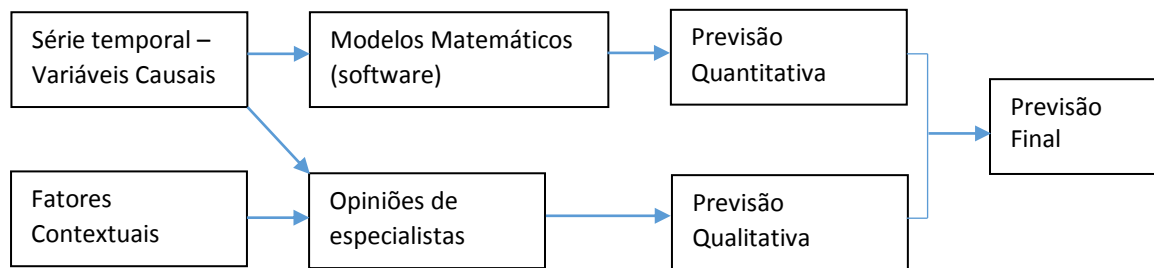 Série temporal –
Variáveis Causais
Modelos Matemáticos
(software)
Previsão
Quantitativa
Previsão
Final
Fatores
Contextuais
Opiniões de
especialistas
Previsão
Qualitativa